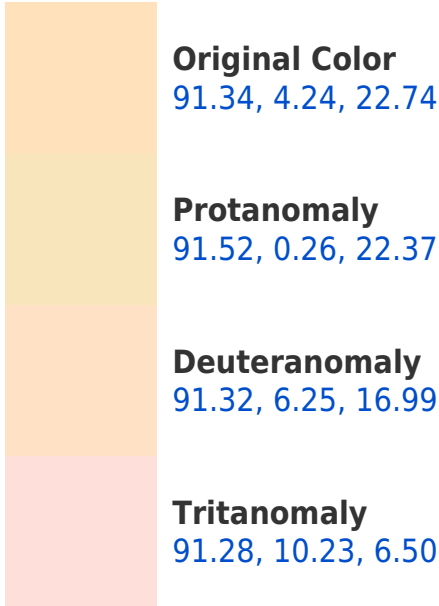 Original Color
91.34, 4.24, 22.74
Protanomaly
91.52, 0.26, 22.37
Deuteranomaly
91.32, 6.25, 16.99
Tritanomaly
91.28, 10.23, 6.50